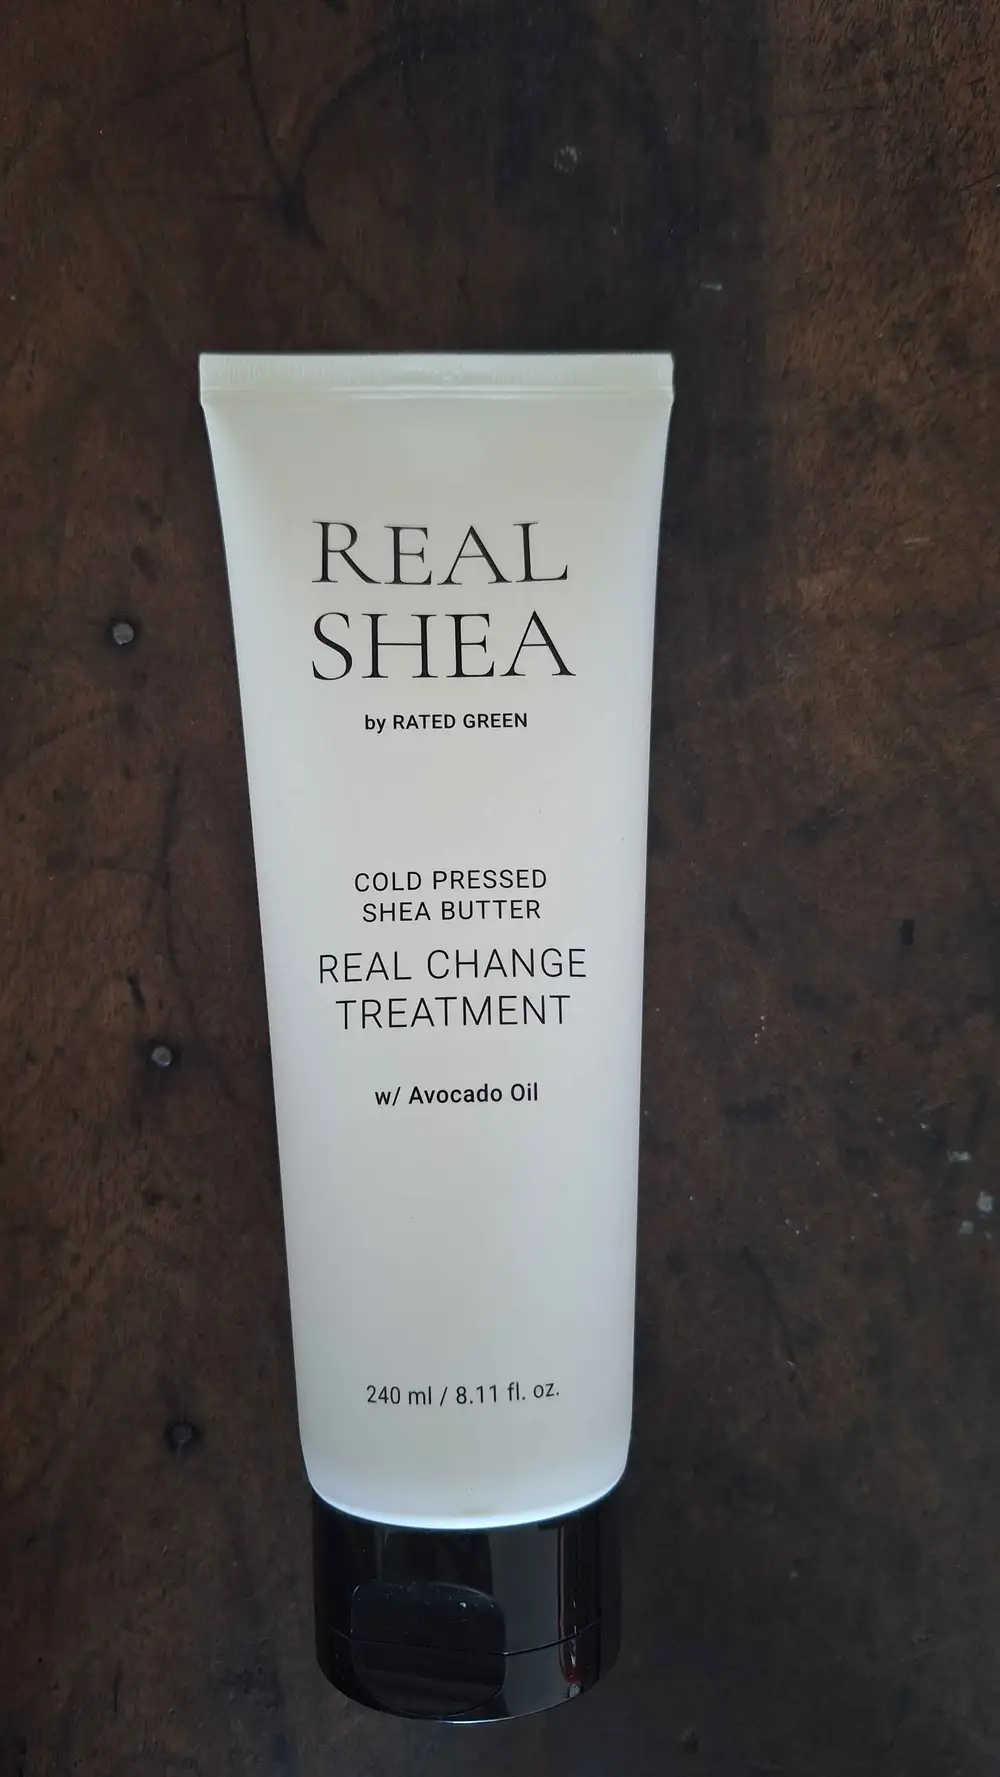 REAL
SHEA
by RATED GREEN
COLD PRESSED
SHEA BUTTER
REAL CHANGE
TREATMENT
w/ Avocado Oil
240 ml / 8.11 fl. oz.